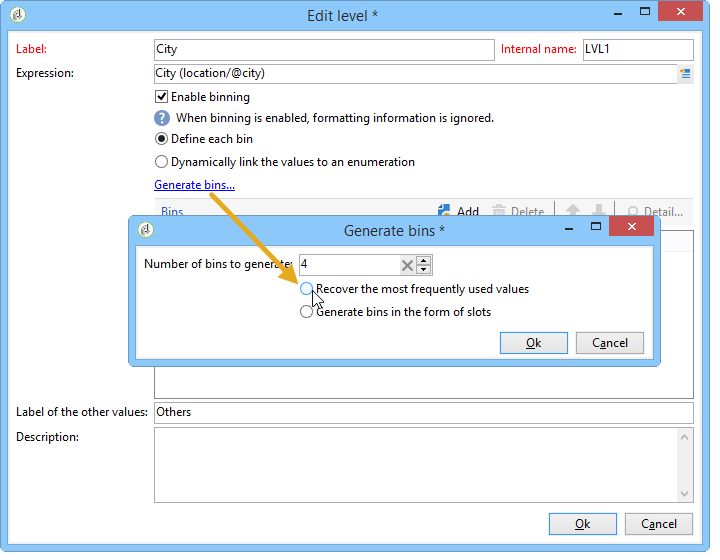 Edit level *
Label: City Internal name: LVL1
Expression: City (location/@city)
Enable binning
When binning is enabled, formatting information is ignored.
Define each bin
Dynamically link the values to an enumeration
Generate bins...
Bins Add Delete Detail...
Generate bins *
Number of bins to generate: 4
Recover the most frequently used values
Generate bins in the form of slots
Ok Cancel
Label of the other values: Others
Description:
Ok Cancel